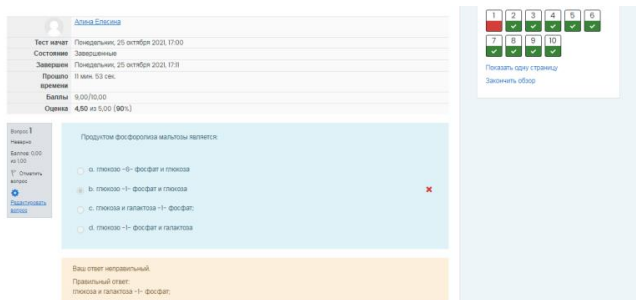 Алина Елесина
Тест начат Понедельник, 25 октября 2021, 17:00
Состояние Завершенные
Завершен Понедельник, 25 октября 2021, 17:11
Прошло 11 мин. 53 сек.
времени
Баллы 9,00/10,00
Оценка 4,50 из 5,00 (90%)
1 2 3 4 5 6
7 8 9 10
Показать одну страницу
Закончить обзор
Вопрос 1
Неверно
Баллов: 0,00
из 1,00
Отметить
вопрос
Редактировать
вопрос
Продуктом фосфоролиза мальтозы является:
a. глюкозо -6- фосфат и глюкоза
b. глюкозо -1- фосфат и глюкоза
c. глюкоза и галактоза -1- фосфат;
d. глюкозо -1- фосфат и галактоза
Ваш ответ неправильный.
Правильный ответ:
глюкоза и галактоза -1- фосфат;